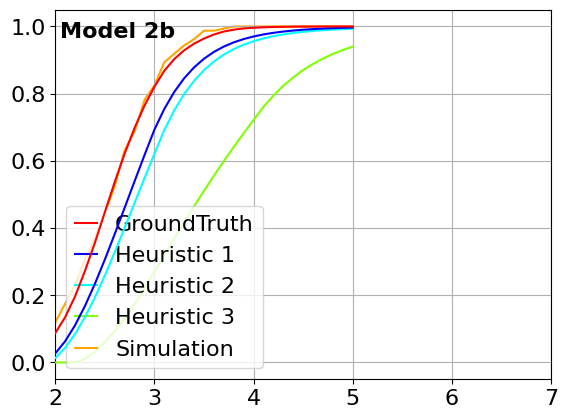 Model 2b
1.0
0.8
0.6
0.4
0.2
0.0
GroundTruth
Heuristic 1
Heuristic 2
Heuristic 3
Simulation
2 3 4 5 6 7